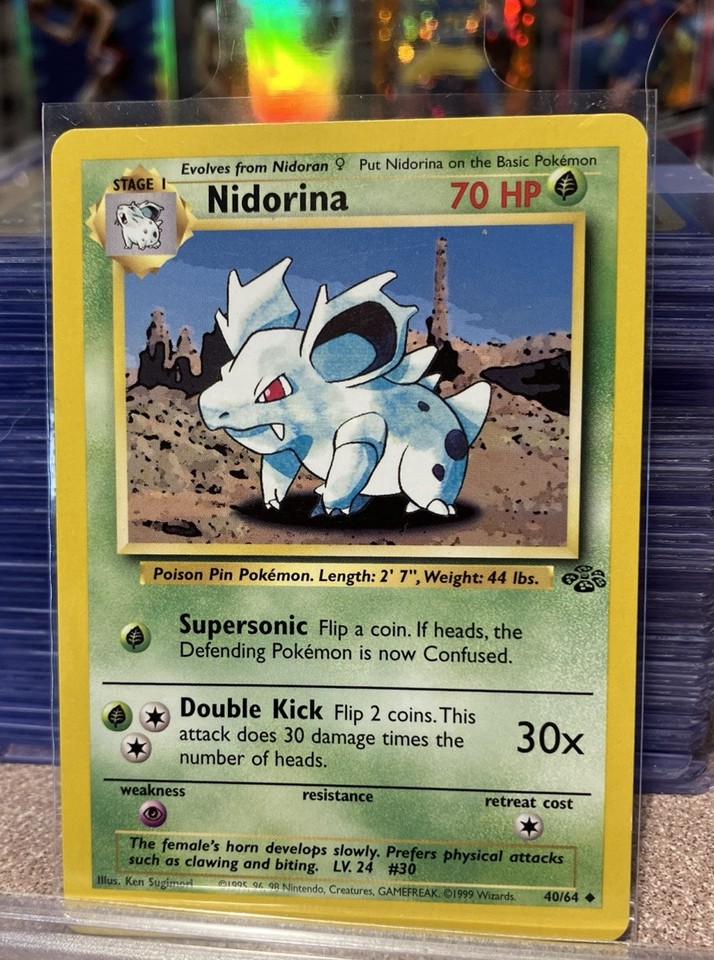 Evolves from Nidoran ♀ Put Nidorina on the Basic Pokémon
STAGE 1
Nidorina 70 HP
Poison Pin Pokémon. Length: 2' 7", Weight: 44 lbs.
Supersonic Flip a coin. If heads, the
Defending Pokémon is now Confused.
Double Kick Flip 2 coins. This
attack does 30 damage times the
number of heads.
30x
weakness resistance retreat cost
The female's horn develops slowly. Prefers physical attacks
such as clawing and biting. LV. 24 #30
Illus. Ken Sugimori ©1995, 96, 98 Nintendo, Creatures, GAMEFREAK. ©1999 Wizards. 40/64